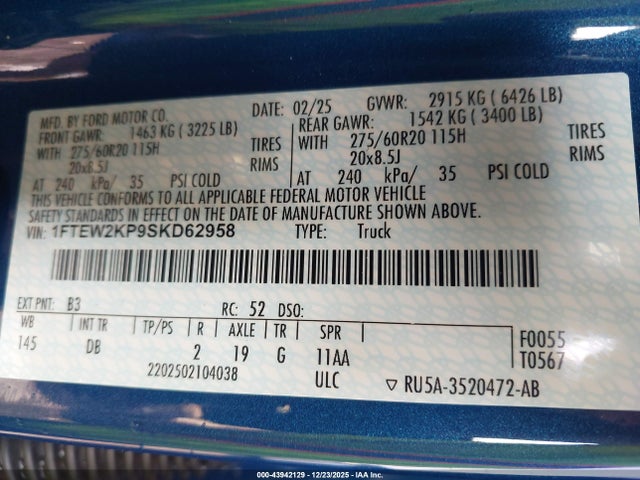 MFD. BY FORD MOTOR CO.
DATE: 02/25 GVWR: 2915 KG ( 6426 LB)
FRONT GAWR: 1463 KG ( 3225 LB)
REAR GAWR: 1542 KG ( 3400 LB)
WITH 275/60R20 115H TIRES
WITH 275/60R20 115H TIRES
20x8.5J RIMS
20x8.5J RIMS
AT 240 kPa/ 35 PSI COLD
AT 240 kPa/ 35 PSI COLD
THIS VEHICLE CONFORMS TO ALL APPLICABLE FEDERAL MOTOR VEHICLE
SAFETY STANDARDS IN EFFECT ON THE DATE OF MANUFACTURE SHOWN ABOVE.
VIN: 1FTEW2KP9SKD62958 TYPE: Truck
EXT PNT: B3 RC: 52 DSO:
WB INT TR TP/PS R AXLE TR SPR
145 DB 2 19 G 11AA
F0055
T0567
2202502104038 ULC ▽ RU5A-3520472-AB
000-43942129 - 12/23/2025 - IAA Inc.